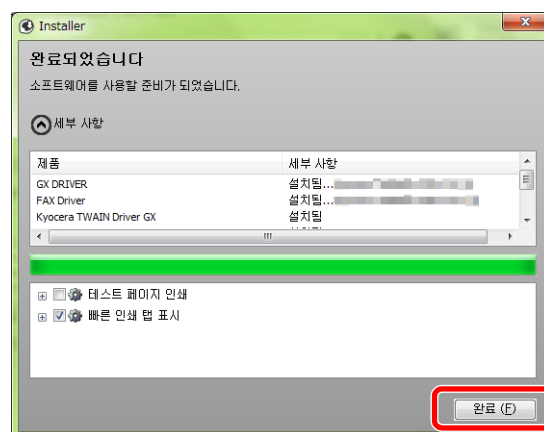 Installer
완료되었습니다
소프트웨어를 사용할 준비가 되었습니다.
세부 사항
제품 세부 사항
GX DRIVER 설치됨...
FAX Driver 설치됨...
Kyocera TWAIN Driver GX 설치됨
테스트 페이지 인쇄
빠른 인쇄 탭 표시
완료 (F)